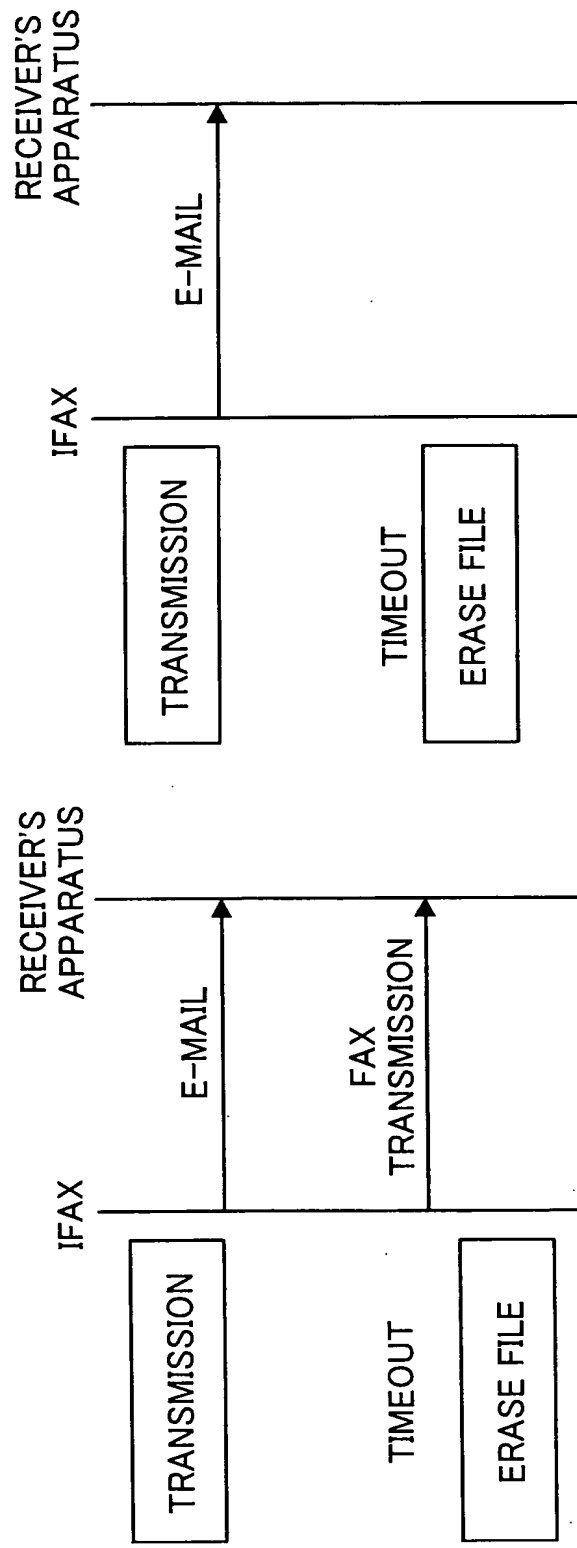 IFAX
RECEIVER'S
APPARATUS
TRANSMISSION
E-MAIL
TIMEOUT
FAX
TRANSMISSION
ERASE FILE
IFAX
RECEIVER'S
APPARATUS
TRANSMISSION
E-MAIL
TIMEOUT
ERASE FILE